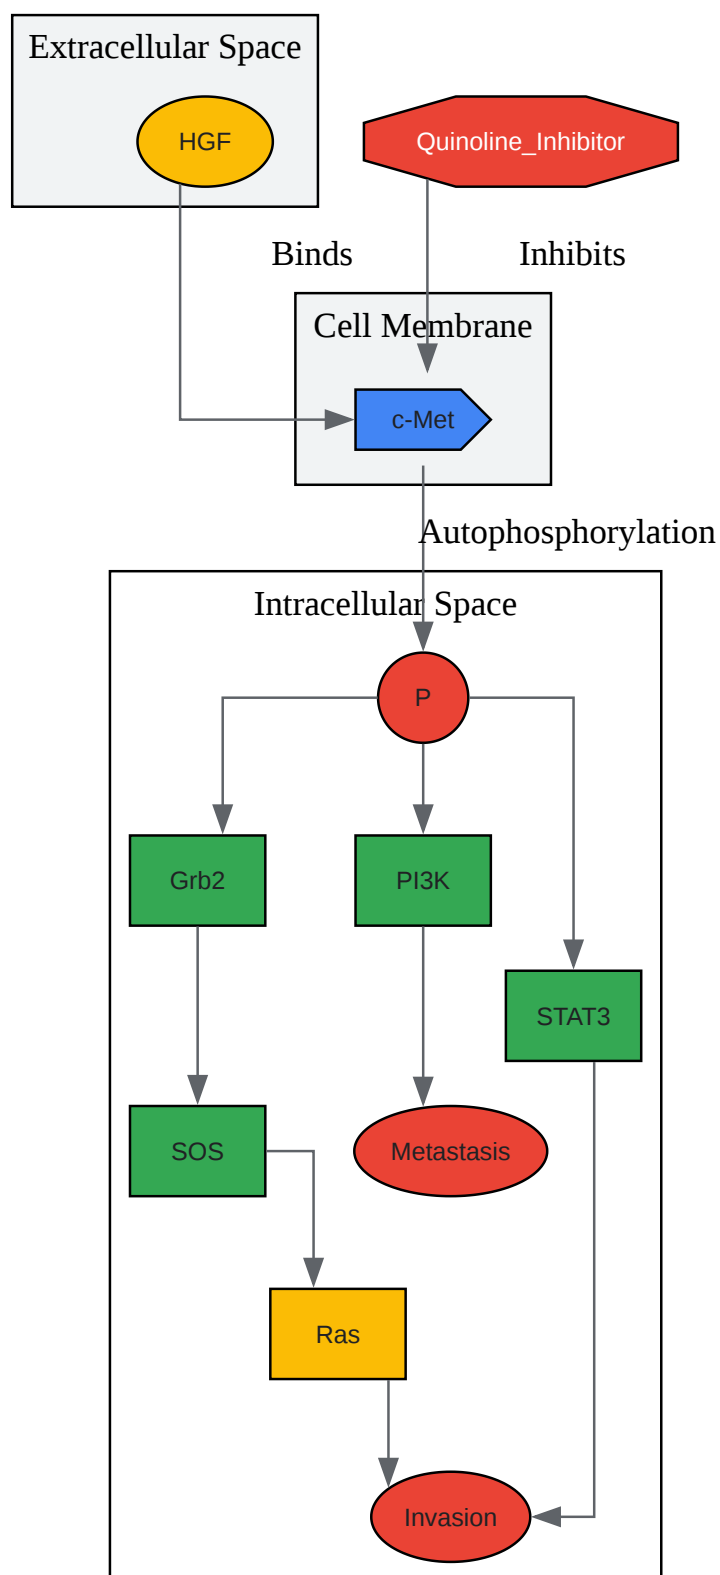 Extracellular Space
HGF
Quinoline_Inhibitor
Binds
Inhibits
Cell Membrane
c-Met
Autophosphorylation
Intracellular Space
P
Grb2
PI3K
STAT3
SOS
Metastasis
Ras
Invasion